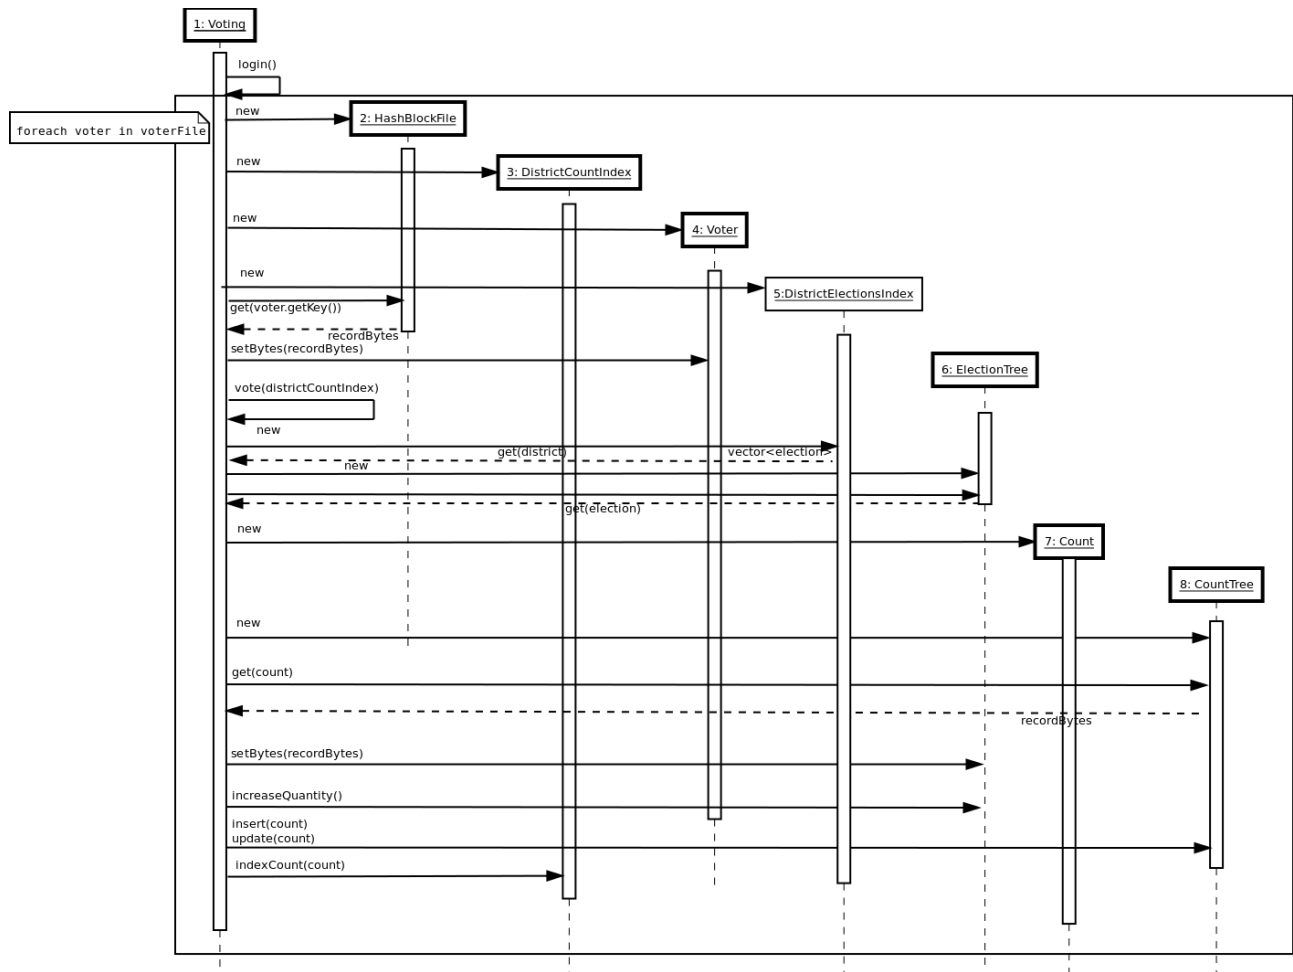 1: Voting
login()
new
2: HashBlockFile
foreach voter in voterFile
new
3: DistrictCountIndex
new
4: Voter
new
5:DistrictElectionsIndex
get(voter.getKey())
recordBytes
setBytes(recordBytes)
6: ElectionTree
vote(districtCountIndex)
new
get(district)
vector<election>
new
get(election)
new
7: Count
8: CountTree
new
get(count)
recordBytes
setBytes(recordBytes)
increaseQuantity()
insert(count)
update(count)
indexCount(count)